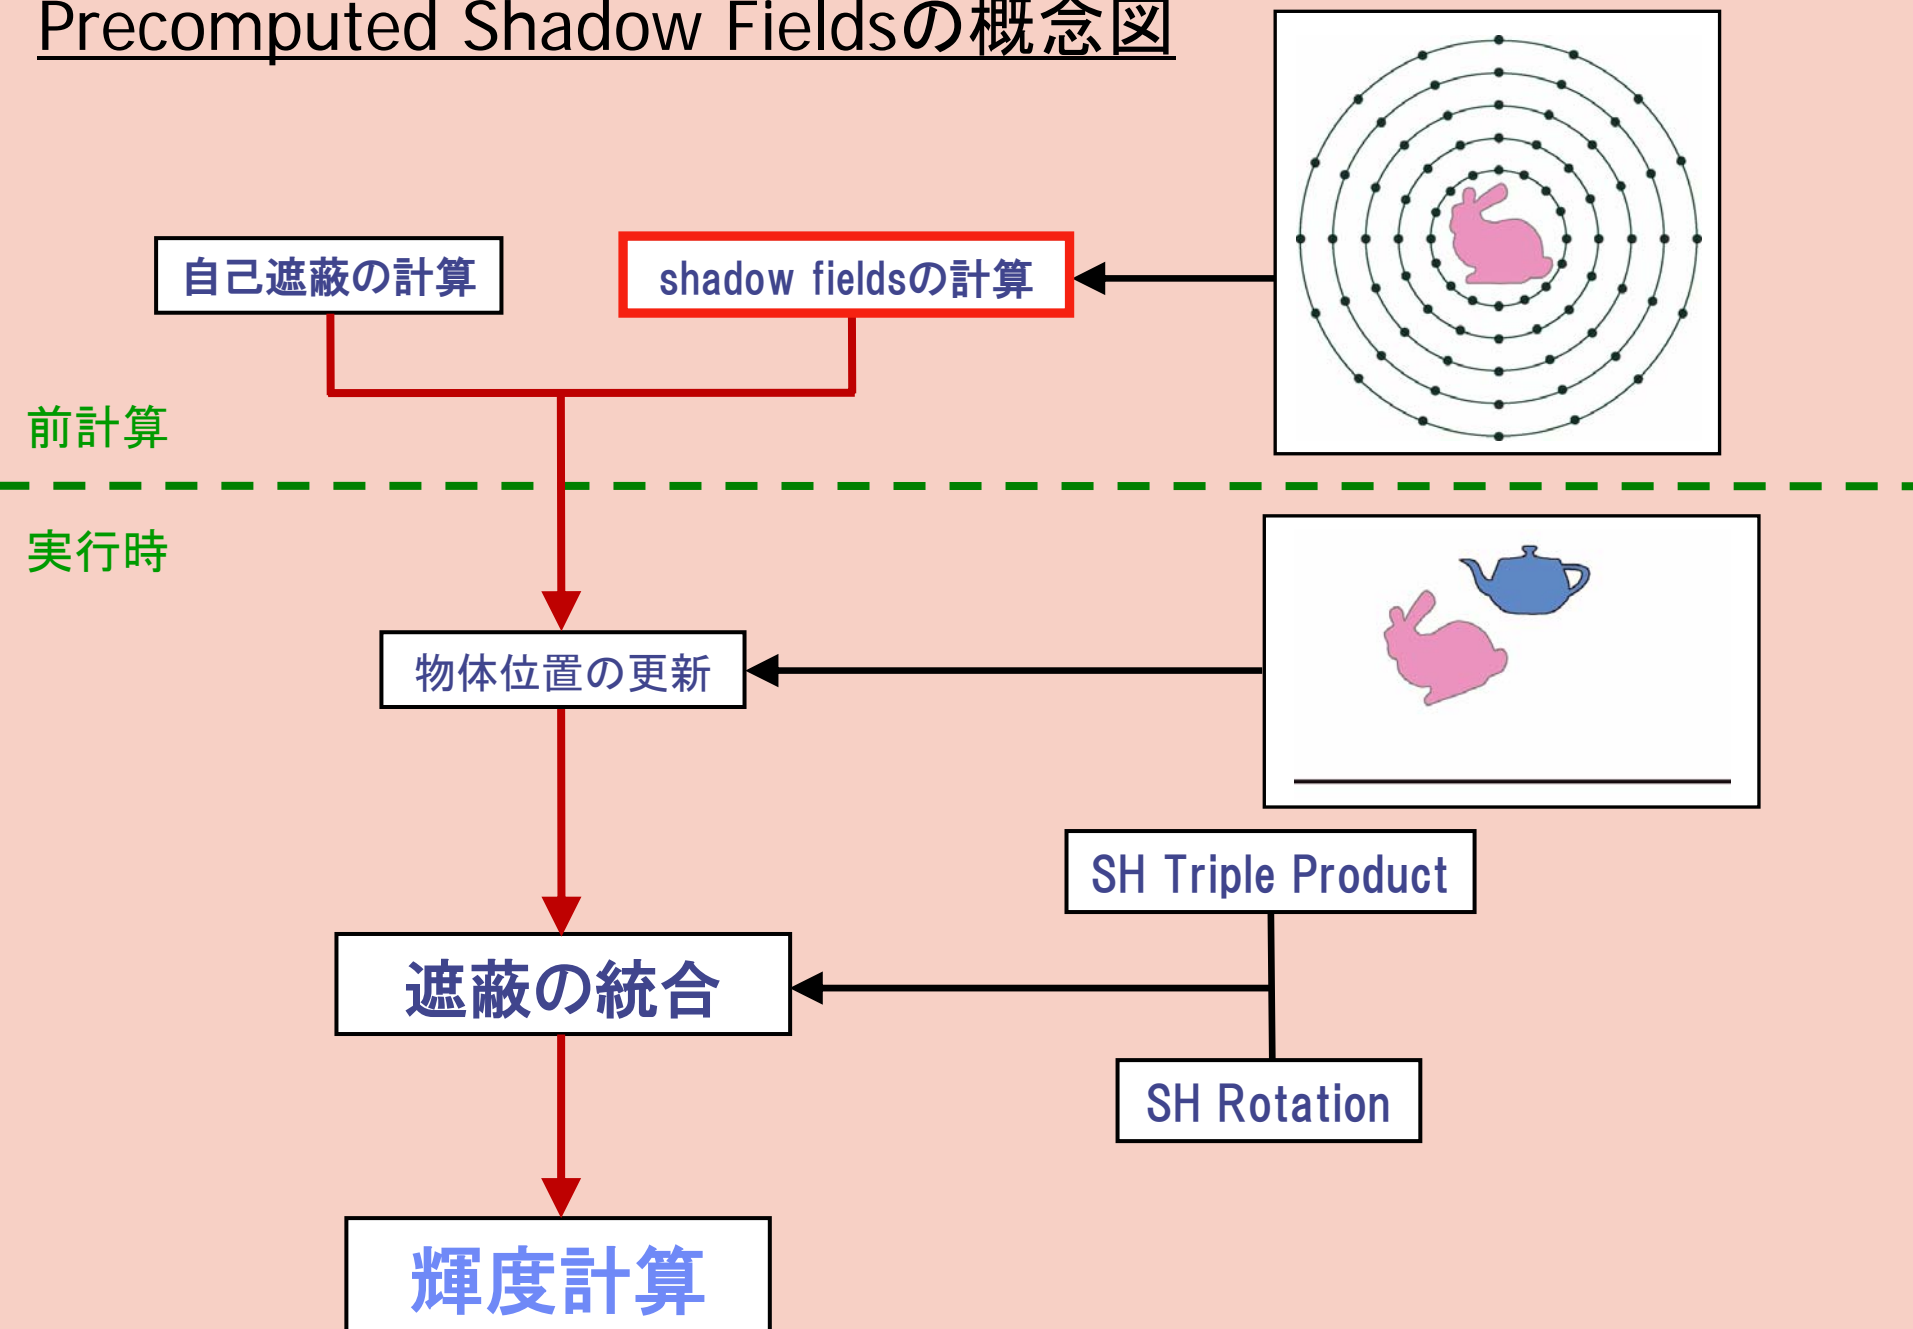 Precomputed Shadow Fieldsの概念図
自己遮蔽の計算
shadow fieldsの計算
前計算
実行時
物体位置の更新
SH Triple Product
遮蔽の統合
SH Rotation
輝度計算